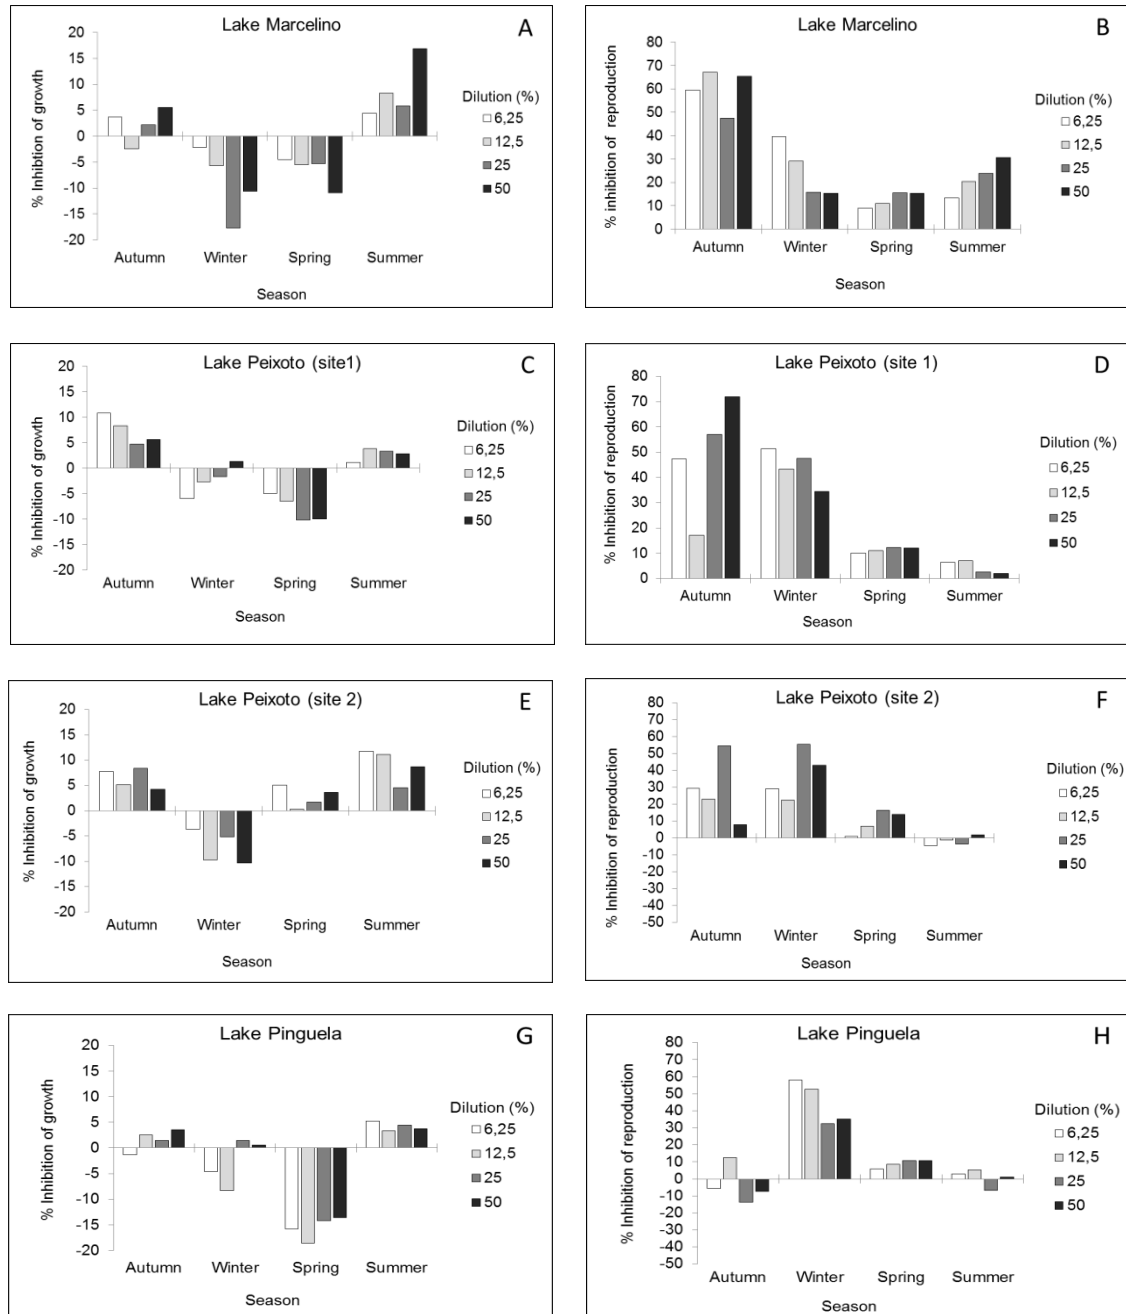 Lake Marcelino
A
% Inhibtion of growth
20
15
10
5
0
-5
-10
-15
-20
Autumn Winter Spring Summer
Season
Dilution (%)
6,25
12,5
25
50
Lake Marcelino
B
% inhibition of reproduction
80
70
60
50
40
30
20
10
0
Autumn Winter Spring Summer
Season
Dilution (%)
6,25
12,5
25
50
Lake Peixoto (site1)
C
% Inhibition of growth
20
15
10
5
0
-5
-10
-15
-20
Autumn Winter Spring Summer
Season
Dilution (%)
6,25
12,5
25
50
Lake Peixoto (site 1)
D
% Inhibition of reproduction
80
70
60
50
40
30
20
10
0
Autumn Winter Spring Summer
Season
Dilution (%)
6,25
12,5
25
50
Lake Peixoto (site 2)
E
% Inhibition of growth
20
15
10
5
0
-5
-10
-15
-20
Autumn Winter Spring Summer
Season
Dilution (%)
6,25
12,5
25
50
Lake Peixoto (site 2)
F
% Inhibition of reproduction
80
70
60
50
40
30
20
10
0
-10
-20
-30
-40
-50
Autumn Winter Spring Summer
Season
Dilution (%)
6,25
12,5
25
50
Lake Pinguela
G
% Inhibition of growth
20
15
10
5
0
-5
-10
-15
-20
Autumn Winter Spring Summer
Season
Dilution (%)
6,25
12,5
25
50
Lake Pinguela
H
% Inhibition of reproduction
80
70
60
50
40
30
20
10
0
-10
-20
-30
-40
-50
Autumn Winter Spring Summer
Season
Dilution (%)
6,25
12,5
25
50